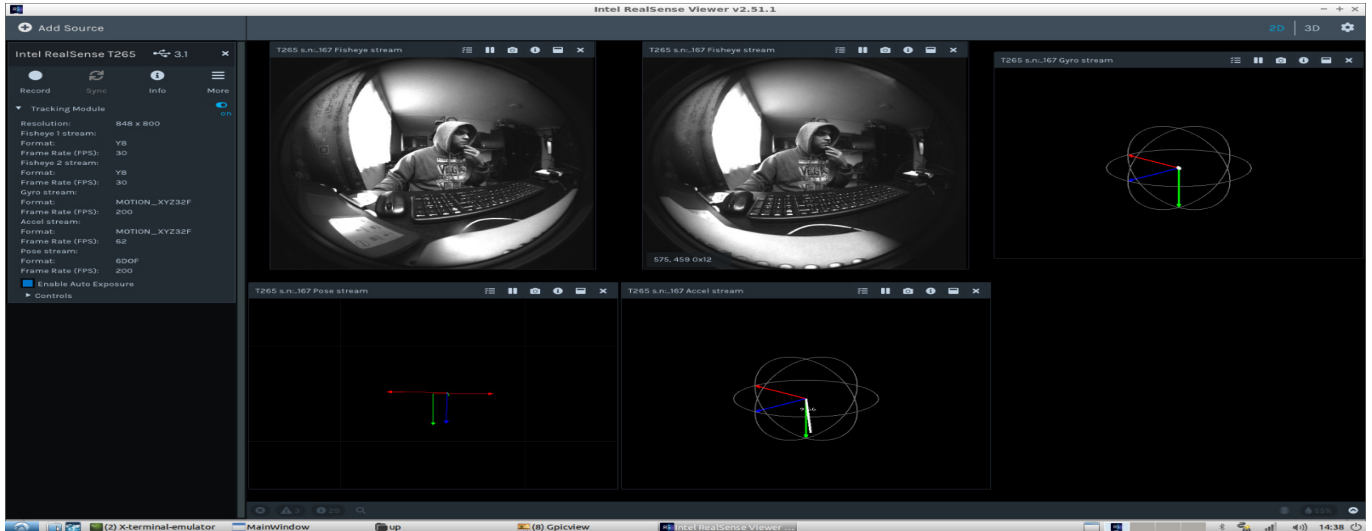 Intel RealSense Viewer v2.51.1
Add Source
2D | 3D
Intel RealSense T265 3.1
Record Sync Info More
Tracking Module
on
Resolution: 848 x 800
Fisheye 1 stream:
Format: Y8
Frame Rate (FPS): 30
Fisheye 2 stream:
Format: Y8
Frame Rate (FPS): 30
Gyro stream:
Format: MOTION_XYZ32F
Frame Rate (FPS): 200
Accel stream:
Format: MOTION_XYZ32F
Frame Rate (FPS): 62
Pose stream:
Format: 6DOF
Frame Rate (FPS): 200
Enable Auto Exposure
Controls
T265 s.n:..167 Fisheye stream
T265 s.n:..167 Fisheye stream
575, 459 0x12
T265 s.n:..167 Gyro stream
T265 s.n:..167 Pose stream
T265 s.n:..167 Accel stream
3 29
55%
(2) X-terminal-emulator
MainWindow
up
(8) Gpicview
Intel RealSense Viewer ...
14:38